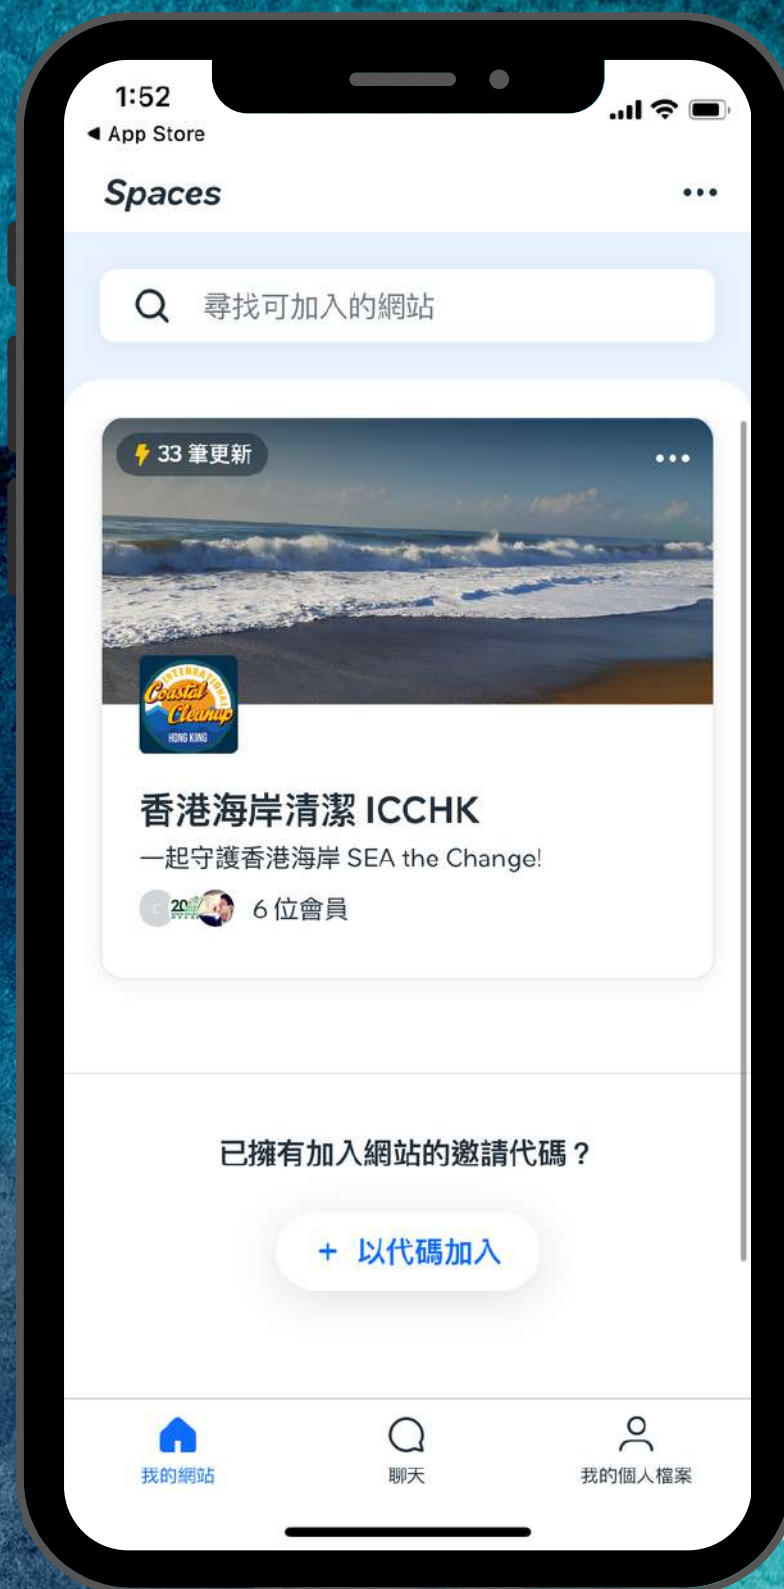 1:52
◀ App Store
Spaces
尋找可加入的網站
33 筆更新
INTERNATIONAL
Coastal
Cleanup
HONG KONG
香港海岸清潔 ICCHK
一起守護香港海岸 SEA the Change!
C
20
6 位會員
已擁有加入網站的邀請代碼？
+ 以代碼加入
我的網站
聊天
我的個人檔案